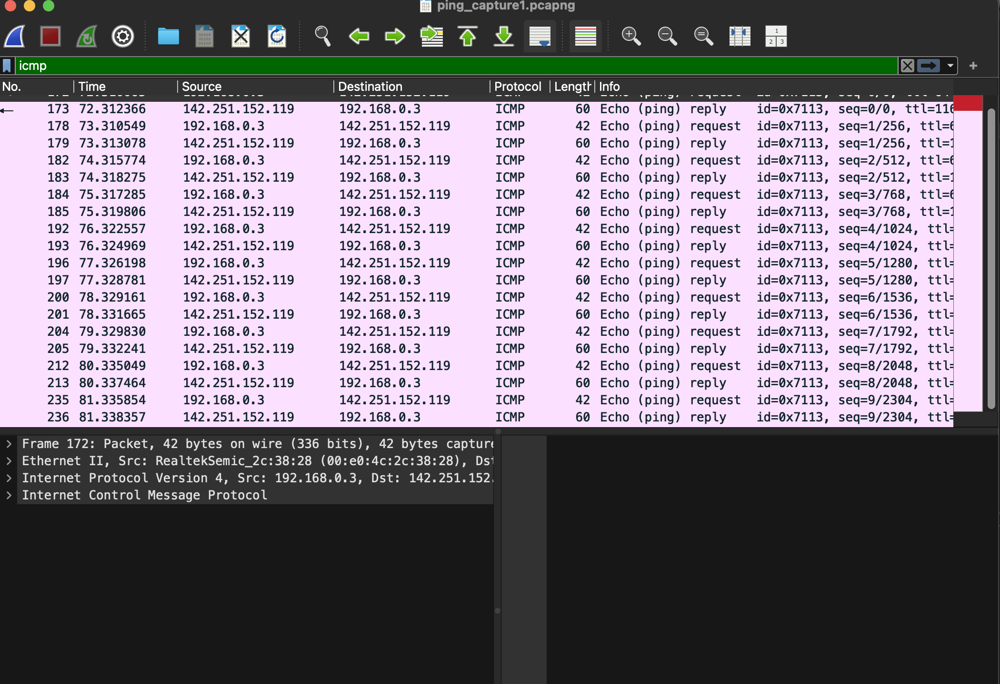 ping_capture1.pcapng
1
2 3
icmp
No. Time Source Destination Protocol Length Info
173 72.312366 142.251.152.119 192.168.0.3 ICMP 60 Echo (ping) reply id=0x7113, seq=0/0, ttl=116
178 73.310549 192.168.0.3 142.251.152.119 ICMP 42 Echo (ping) request id=0x7113, seq=1/256, ttl=6
179 73.313078 142.251.152.119 192.168.0.3 ICMP 60 Echo (ping) reply id=0x7113, seq=1/256, ttl=1
182 74.315774 192.168.0.3 142.251.152.119 ICMP 42 Echo (ping) request id=0x7113, seq=2/512, ttl=6
183 74.318275 142.251.152.119 192.168.0.3 ICMP 60 Echo (ping) reply id=0x7113, seq=2/512, ttl=1
184 75.317285 192.168.0.3 142.251.152.119 ICMP 42 Echo (ping) request id=0x7113, seq=3/768, ttl=6
185 75.319806 142.251.152.119 192.168.0.3 ICMP 60 Echo (ping) reply id=0x7113, seq=3/768, ttl=1
192 76.322557 192.168.0.3 142.251.152.119 ICMP 42 Echo (ping) request id=0x7113, seq=4/1024, ttl=
193 76.324969 142.251.152.119 192.168.0.3 ICMP 60 Echo (ping) reply id=0x7113, seq=4/1024, ttl=
196 77.326198 192.168.0.3 142.251.152.119 ICMP 42 Echo (ping) request id=0x7113, seq=5/1280, ttl=
197 77.328781 142.251.152.119 192.168.0.3 ICMP 60 Echo (ping) reply id=0x7113, seq=5/1280, ttl=
200 78.329161 192.168.0.3 142.251.152.119 ICMP 42 Echo (ping) request id=0x7113, seq=6/1536, ttl=
201 78.331665 142.251.152.119 192.168.0.3 ICMP 60 Echo (ping) reply id=0x7113, seq=6/1536, ttl=
204 79.329830 192.168.0.3 142.251.152.119 ICMP 42 Echo (ping) request id=0x7113, seq=7/1792, ttl=
205 79.332241 142.251.152.119 192.168.0.3 ICMP 60 Echo (ping) reply id=0x7113, seq=7/1792, ttl=
212 80.335049 192.168.0.3 142.251.152.119 ICMP 42 Echo (ping) request id=0x7113, seq=8/2048, ttl=
213 80.337464 142.251.152.119 192.168.0.3 ICMP 60 Echo (ping) reply id=0x7113, seq=8/2048, ttl=
235 81.335854 192.168.0.3 142.251.152.119 ICMP 42 Echo (ping) request id=0x7113, seq=9/2304, ttl=
236 81.338357 142.251.152.119 192.168.0.3 ICMP 60 Echo (ping) reply id=0x7113, seq=9/2304, ttl=
Frame 172: Packet, 42 bytes on wire (336 bits), 42 bytes capture
Ethernet II, Src: RealtekSemic_2c:38:28 (00:e0:4c:2c:38:28), Dst
Internet Protocol Version 4, Src: 192.168.0.3, Dst: 142.251.152.
Internet Control Message Protocol